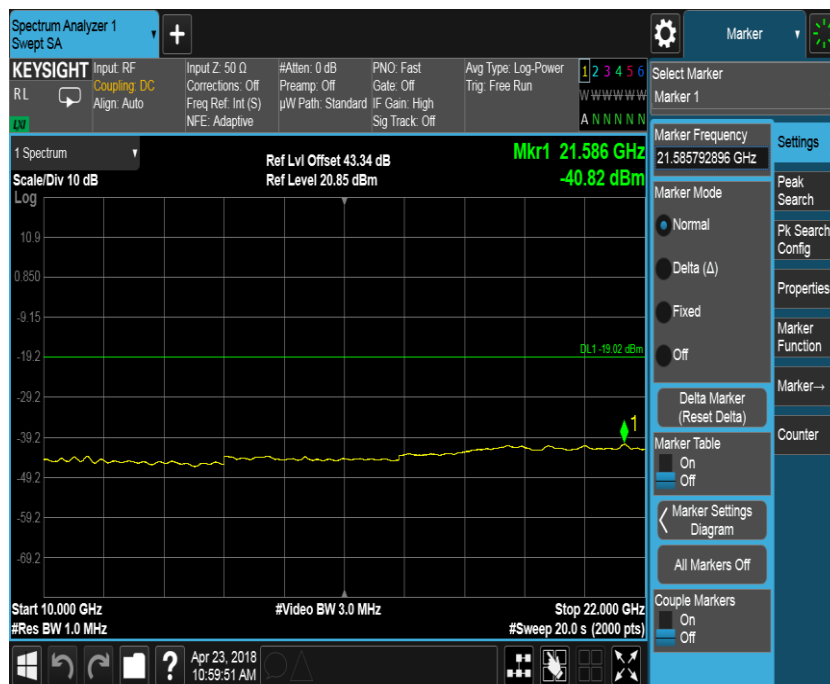 Spectrum Analyzer 1
Swept SA
Marker
KEYSIGHT
RL
LXI
Input: RF
Coupling: DC
Align: Auto
Input Z: 50 Ω
Corrections: Off
Freq Ref: Int (S)
NFE: Adaptive
#Atten: 0 dB
Preamp: Off
µW Path: Standard
PNO: Fast
Gate: Off
IF Gain: High
Sig Track: Off
Avg Type: Log-Power
Trig: Free Run
1 2 3 4 5 6
W W W W W W
A N N N N N
Select Marker
Marker 1
1 Spectrum
Scale/Div 10 dB
Log
Ref Lvl Offset 43.34 dB
Ref Level 20.85 dBm
Mkr1 21.586 GHz
-40.82 dBm
10.9
0.850
-9.15
-19.2
-29.2
-39.2
-49.2
-59.2
-69.2
DL1 -19.02 dBm
1
Start 10.000 GHz
#Res BW 1.0 MHz
#Video BW 3.0 MHz
Stop 22.000 GHz
#Sweep 20.0 s (2000 pts)
Marker Frequency
21.585792896 GHz
Marker Mode
Normal
Delta (Δ)
Fixed
Off
Delta Marker
(Reset Delta)
Marker Table
On
Off
Marker Settings
Diagram
All Markers Off
Couple Markers
On
Off
Settings
Peak
Search
Pk Search
Config
Properties
Marker
Function
Marker→
Counter
?
Apr 23, 2018
10:59:51 AM